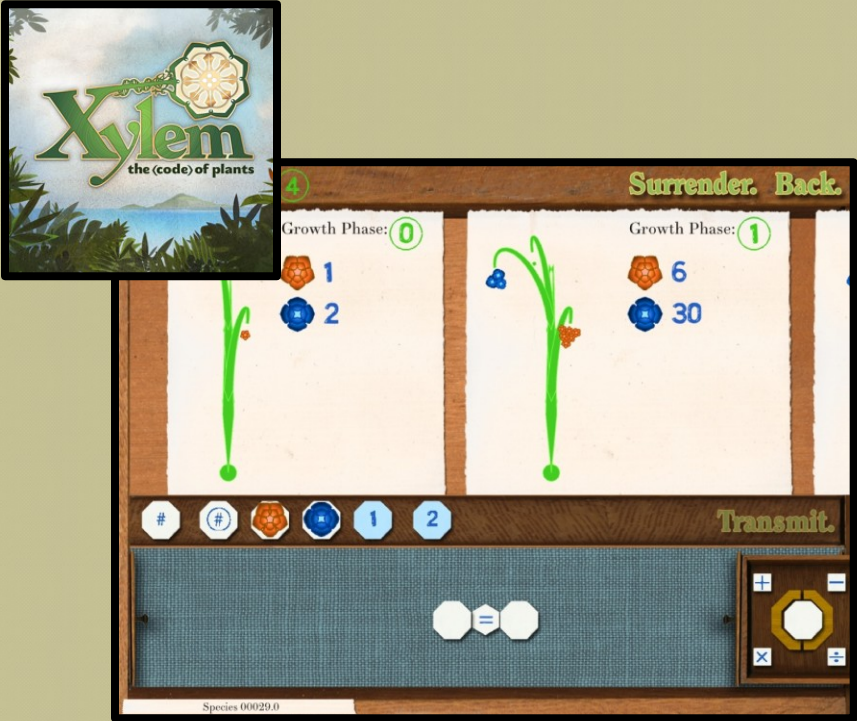 Xylem
the (code) of plants
4
Surrender. Back.
Growth Phase: 0
1
2
Growth Phase: 1
6
30
# # 1 2
Transmit.
=
+ −
× ÷
Species 00029.0